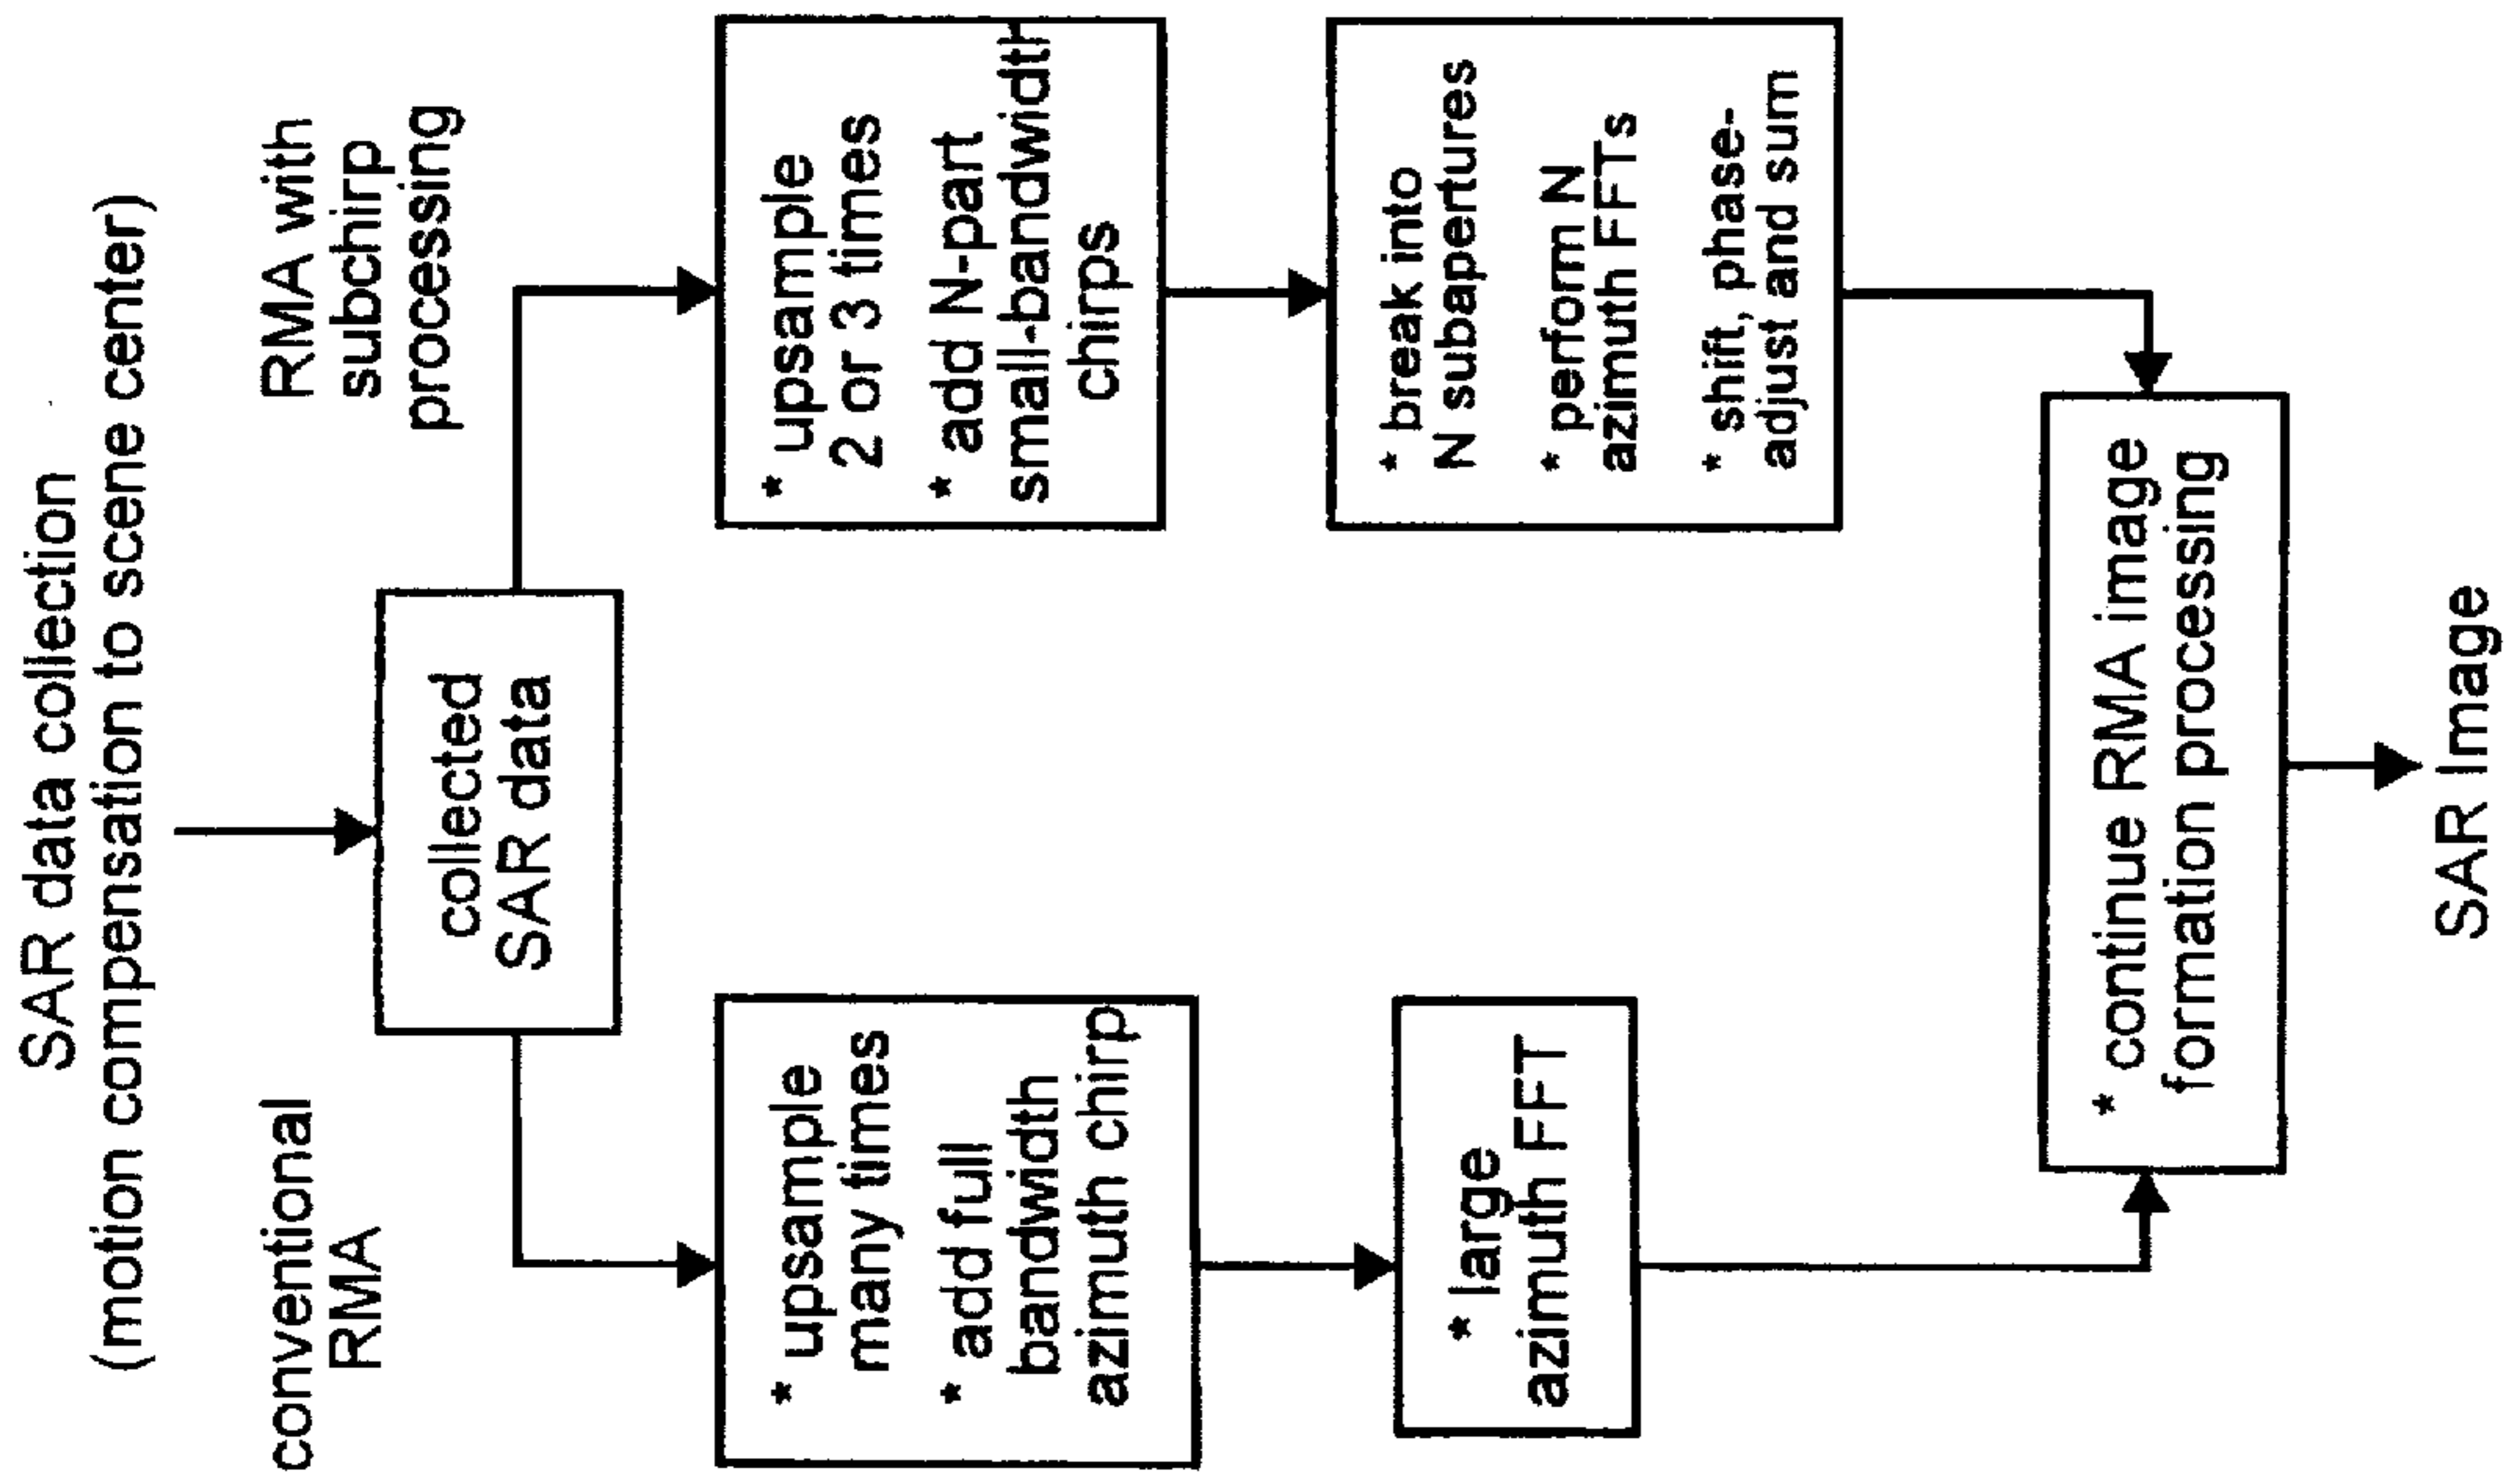 SAR data collection
(motion compensation to scene center)
conventional
RMA
RMA with
subchirp
processing
collected
SAR data
* upsample
many times
* add full
bandwidth
azimuth chirp
* large
azimuth FFT
* upsample
2 or 3 times
* add N-part
small-bandwidth
chirps
* break into
N subapertures
* perform N
azimuth FFTs
* shift, phase-
adjust and sum
* continue RMA image
formation processing
SAR Image